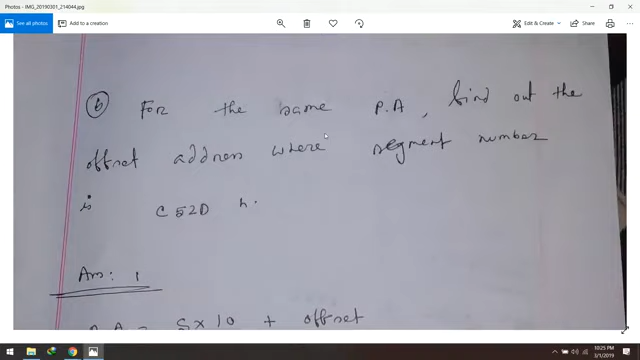 Photos - IMG_20190301_214044.jpg
See all photos
Add to a creation
Edit & Create
Share
b For the same P.A, find out the
offset address where segment number
is C52D h.
Ans: 1
P.A = S×10 + offset
10:25 PM
3/1/2019